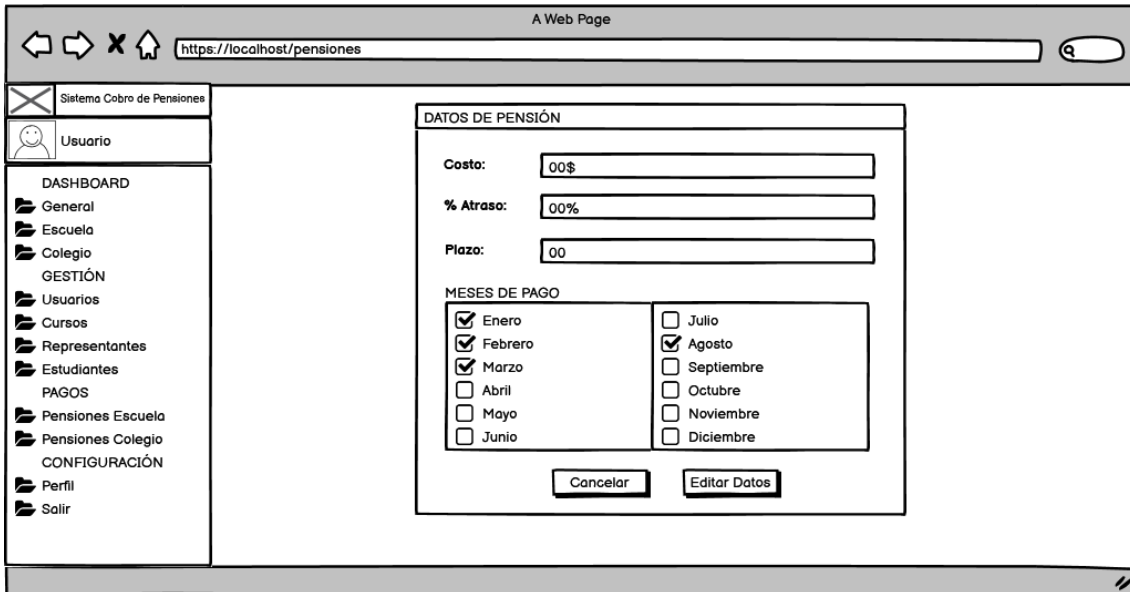 A Web Page
https://localhost/pensiones
Sistema Cobro de Pensiones
Usuario
DASHBOARD
General
Escuela
Colegio
GESTIÓN
Usuarios
Cursos
Representantes
Estudiantes
PAGOS
Pensiones Escuela
Pensiones Colegio
CONFIGURACIÓN
Perfil
Salir
DATOS DE PENSIÓN
Costo: 00$
% Atraso: 00%
Plazo: 00
MESES DE PAGO
Enero
Febrero
Marzo
Abril
Mayo
Junio
Julio
Agosto
Septiembre
Octubre
Noviembre
Diciembre
Cancelar
Editar Datos